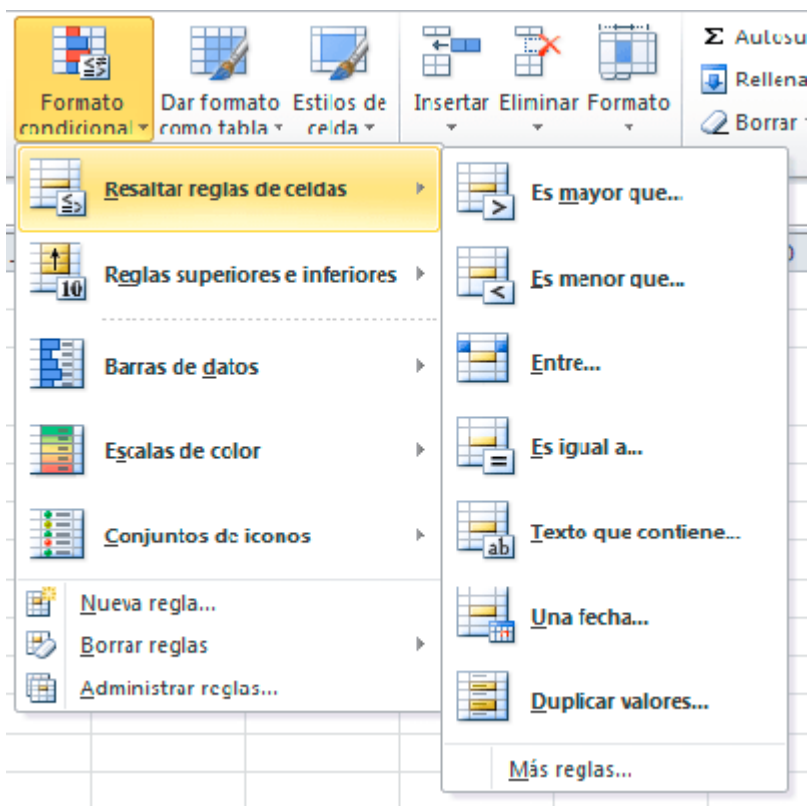 Formato condicional
Dar formato como tabla
Estilos de celda
Insertar
Eliminar
Formato
Σ Autosu
Rellena
Borrar
Resaltar reglas de celdas
Reglas superiores e inferiores
Barras de datos
Escalas de color
Conjuntos de iconos
Nueva regla...
Borrar reglas
Administrar reglas...
Es mayor que...
Es menor que...
Entre...
Es igual a...
Texto que contiene...
Una fecha...
Duplicar valores...
Más reglas...